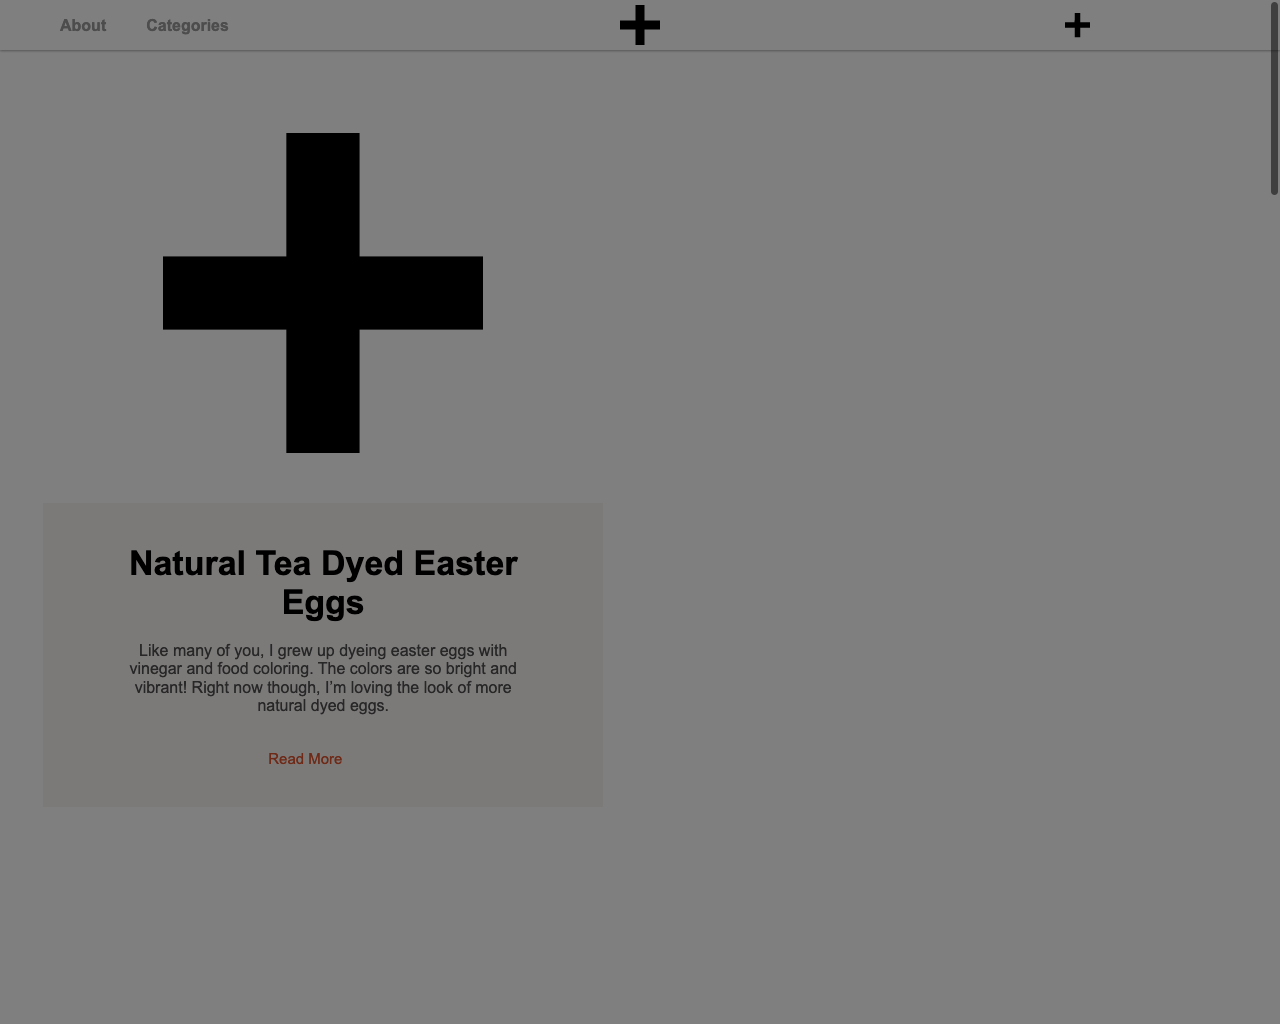 About
Categories
Natural Tea Dyed Easter
Eggs
Like many of you, I grew up dyeing easter eggs with
vinegar and food coloring. The colors are so bright and
vibrant! Right now though, I’m loving the look of more
natural dyed eggs.
Read More